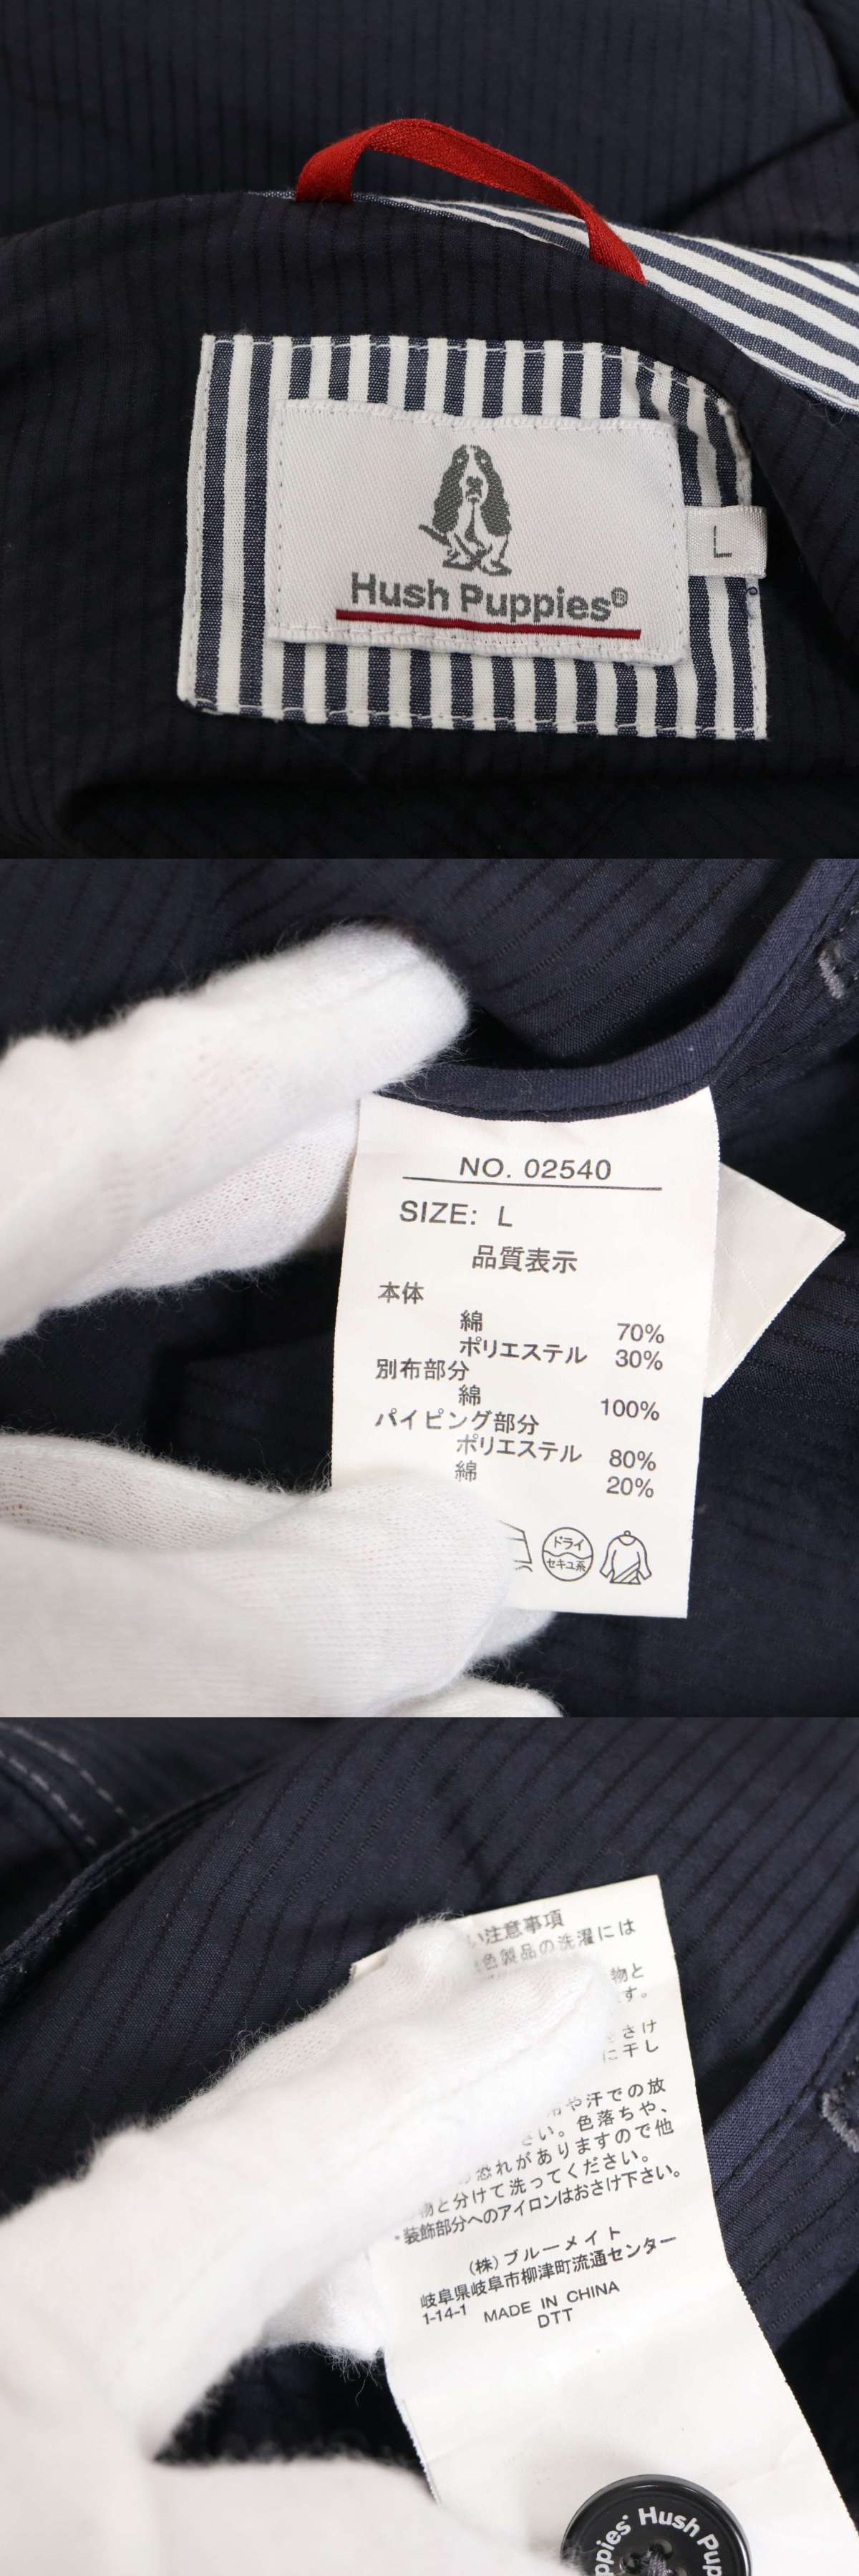 Hush Puppies®
L
NO. 02540
SIZE: L
品質表示
本体
綿 70%
ポリエステル 30%
別布部分
綿 100%
パイピング部分
ポリエステル 80%
綿 20%
ドライ
セキユ系
い注意事項
色製品の洗濯には
物と
す。
さけ
に干し
や汗での放
さい。色落ちや、
恐れがありますので他
物と分けて洗ってください。
・装飾部分へのアイロンはおさけ下さい。
(株)ブルーメイト
岐阜県岐阜市柳津町流通センター
1-14-1 MADE IN CHINA
DTT
ppies' Hush Pup